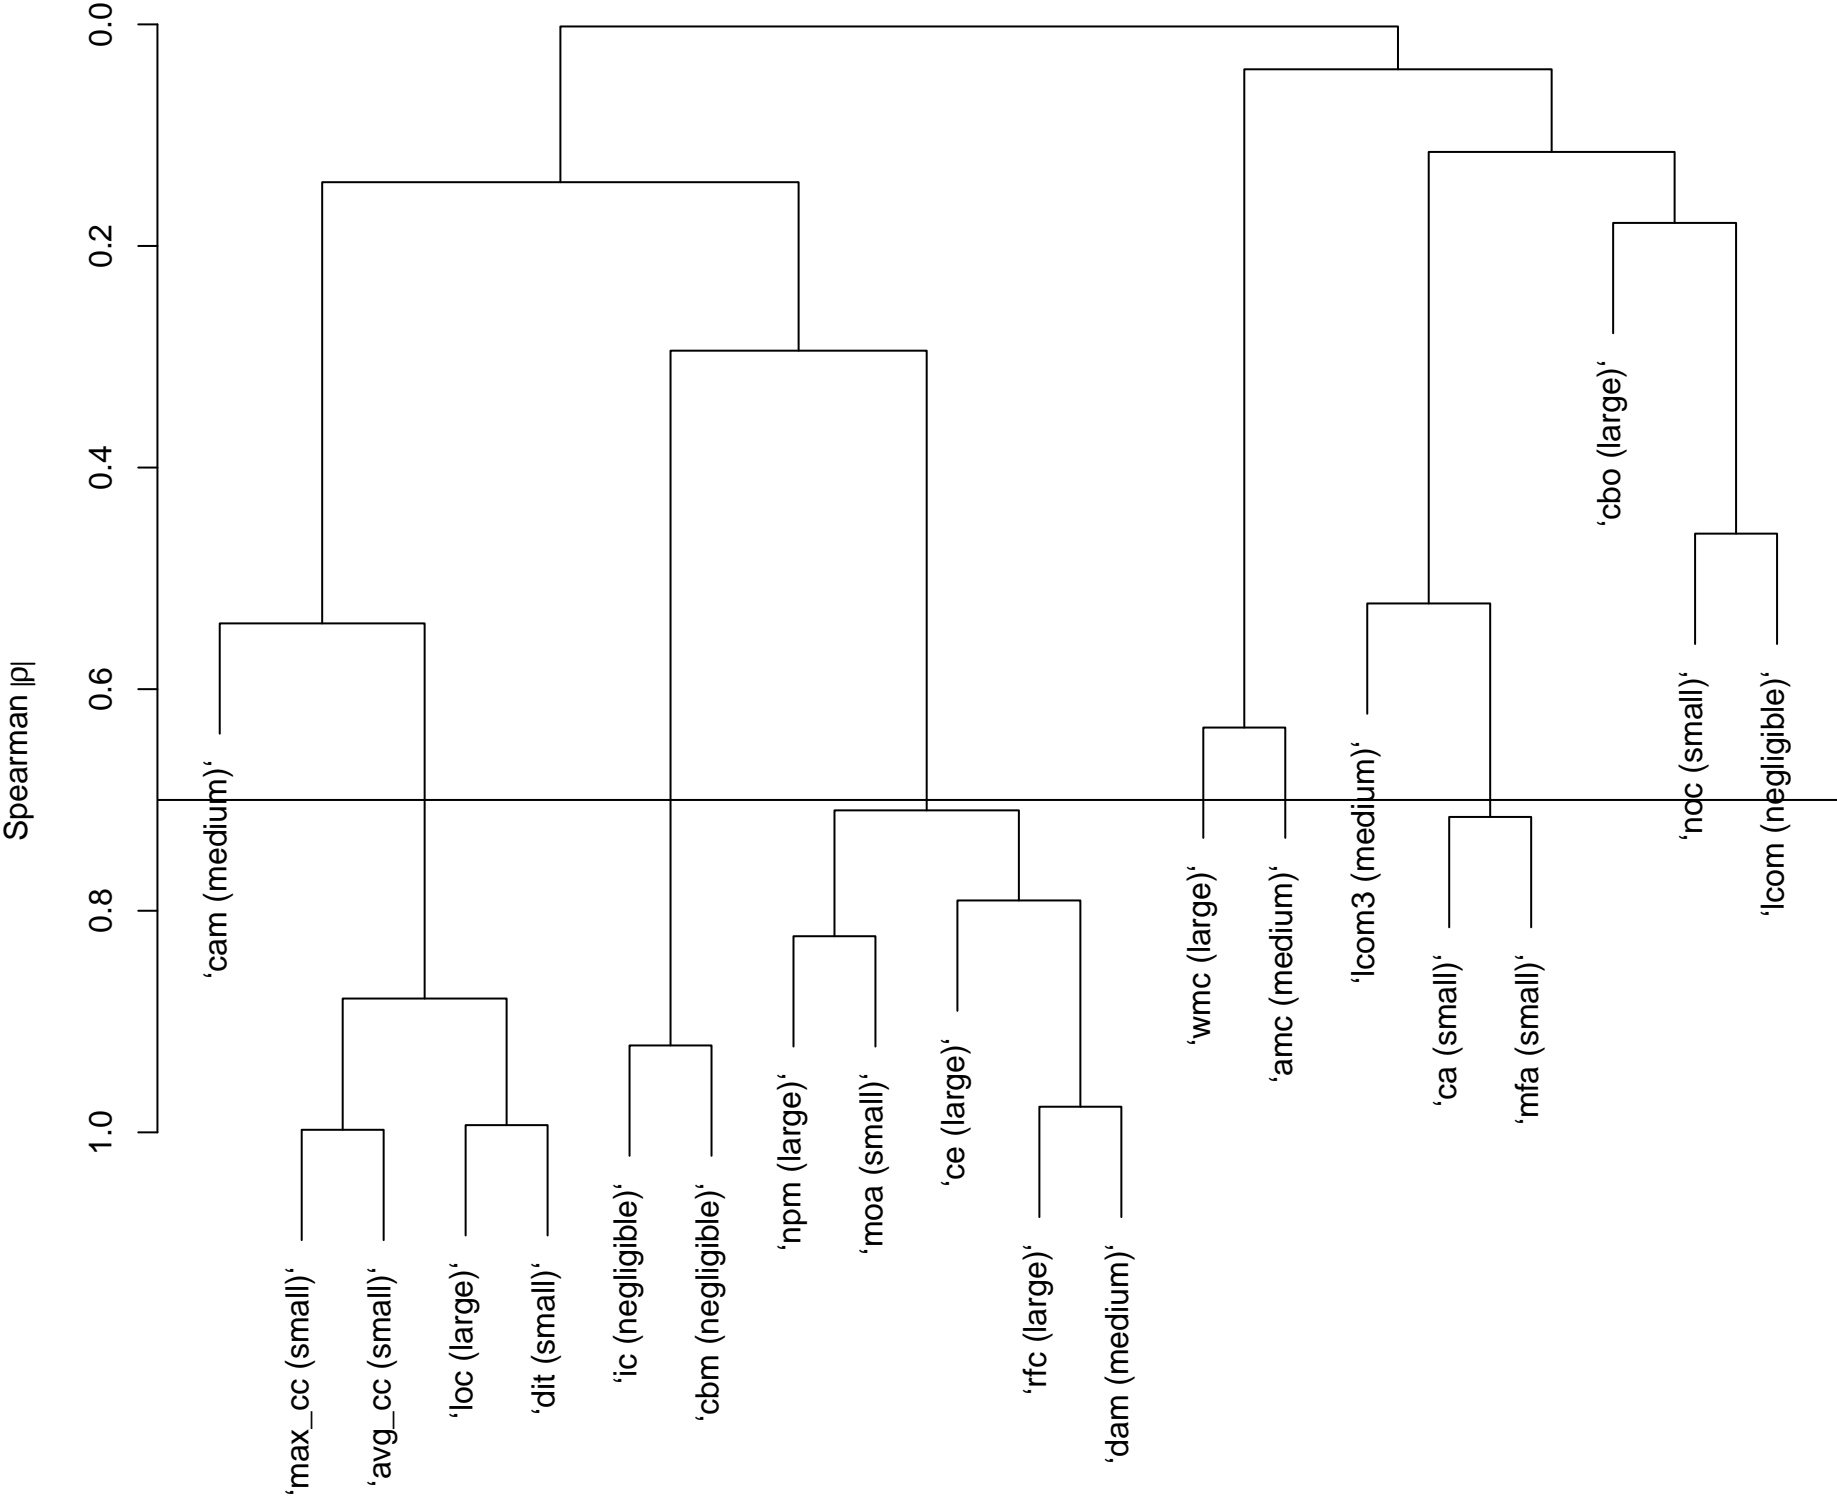 Spearman |ρ|
0.0
0.2
0.4
0.6
0.8
1.0
‘cam (medium)‘
‘max_cc (small)‘
‘avg_cc (small)‘
‘loc (large)‘
‘dit (small)‘
‘ic (negligible)‘
‘cbm (negligible)‘
‘npm (large)‘
‘moa (small)‘
‘ce (large)‘
‘rfc (large)‘
‘dam (medium)‘
‘wmc (large)‘
‘amc (medium)‘
‘lcom3 (medium)‘
‘ca (small)‘
‘mfa (small)‘
‘cbo (large)‘
‘noc (small)‘
‘lcom (negligible)‘